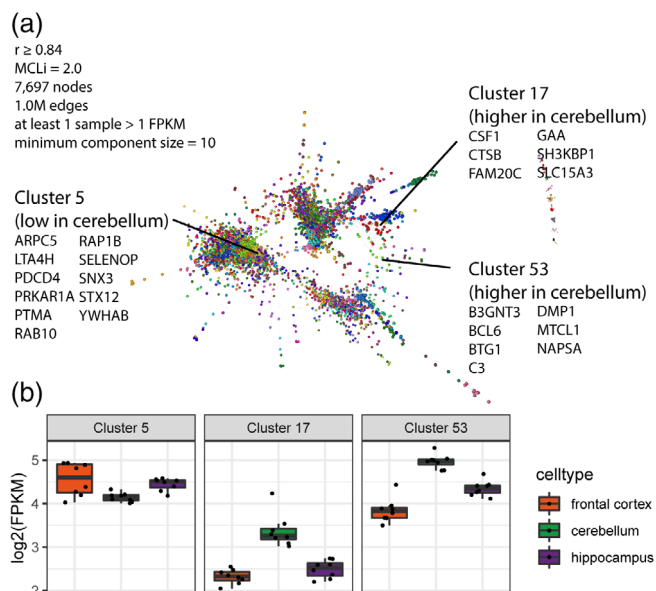 (a)
r ≥ 0.84
MCLi = 2.0
7,697 nodes
1.0M edges
at least 1 sample > 1 FPKM
minimum component size = 10
Cluster 17
(higher in cerebellum)
CSF1 GAA
CTSB SH3KBP1
FAM20C SLC15A3
Cluster 5
(low in cerebellum)
ARPC5 RAP1B
LTA4H SELENOP
PDCD4 SNX3
PRKAR1A STX12
PTMA YWHAB
RAB10
Cluster 53
(higher in cerebellum)
B3GNT3 DMP1
BCL6 MTCL1
BTG1 NAPSA
C3
(b)
Cluster 5 Cluster 17 Cluster 53
log2(FPKM)
5
4
3
2
celltype
frontal cortex
cerebellum
hippocampus